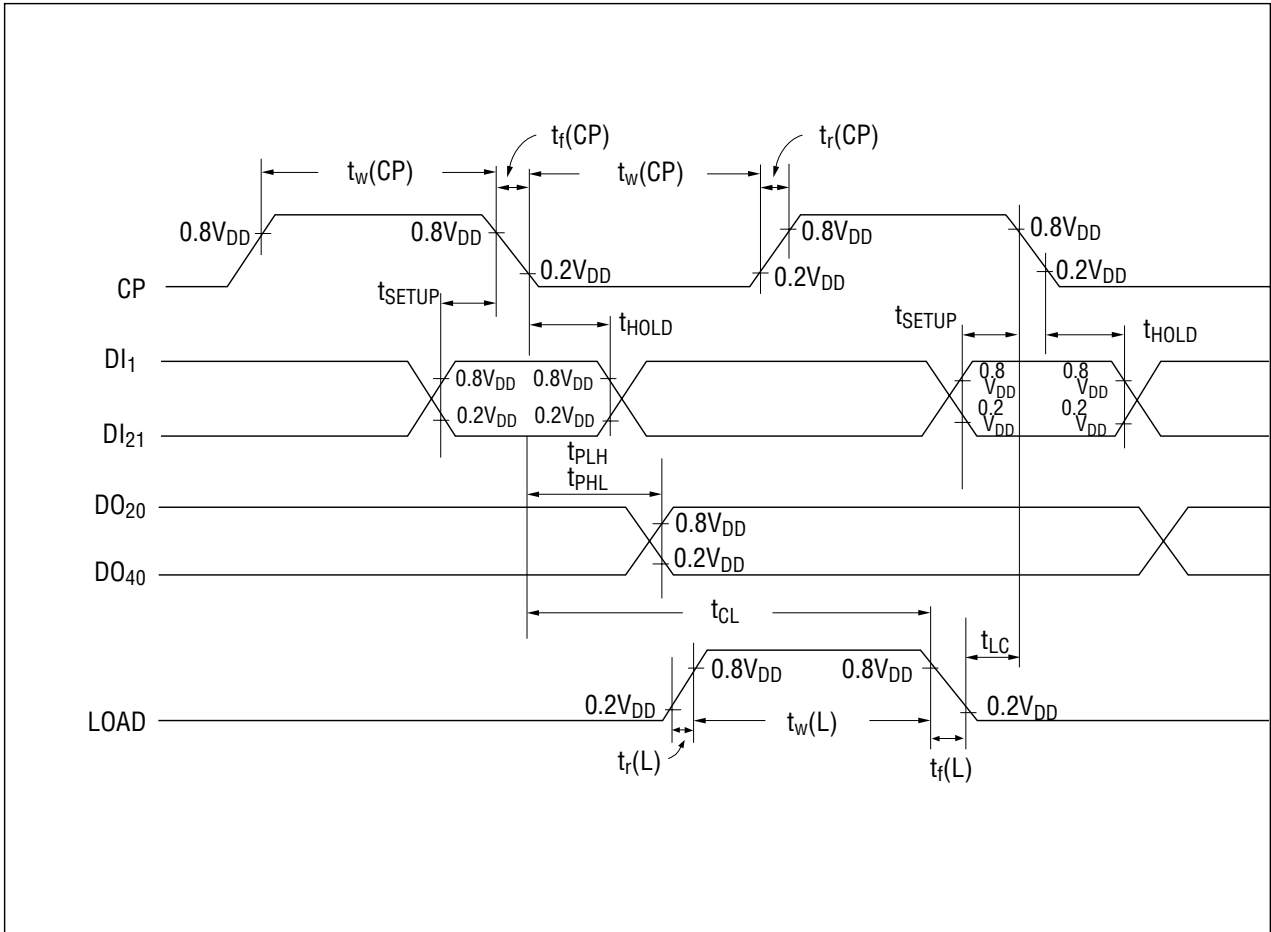 tf(CP)
tr(CP)
tw(CP)
tw(CP)
0.8VDD
0.8VDD
0.8VDD
0.8VDD
CP
0.2VDD
0.2VDD
0.2VDD
tSETUP
tHOLD
tSETUP
tHOLD
DI1
0.8VDD
0.8VDD
0.8
VDD
0.8
VDD
0.2VDD
0.2VDD
0.2
VDD
0.2
VDD
DI21
tPLH
tPHL
DO20
0.8VDD
0.2VDD
DO40
tCL
tLC
0.8VDD
0.8VDD
0.2VDD
0.2VDD
LOAD
tw(L)
tr(L)
tf(L)